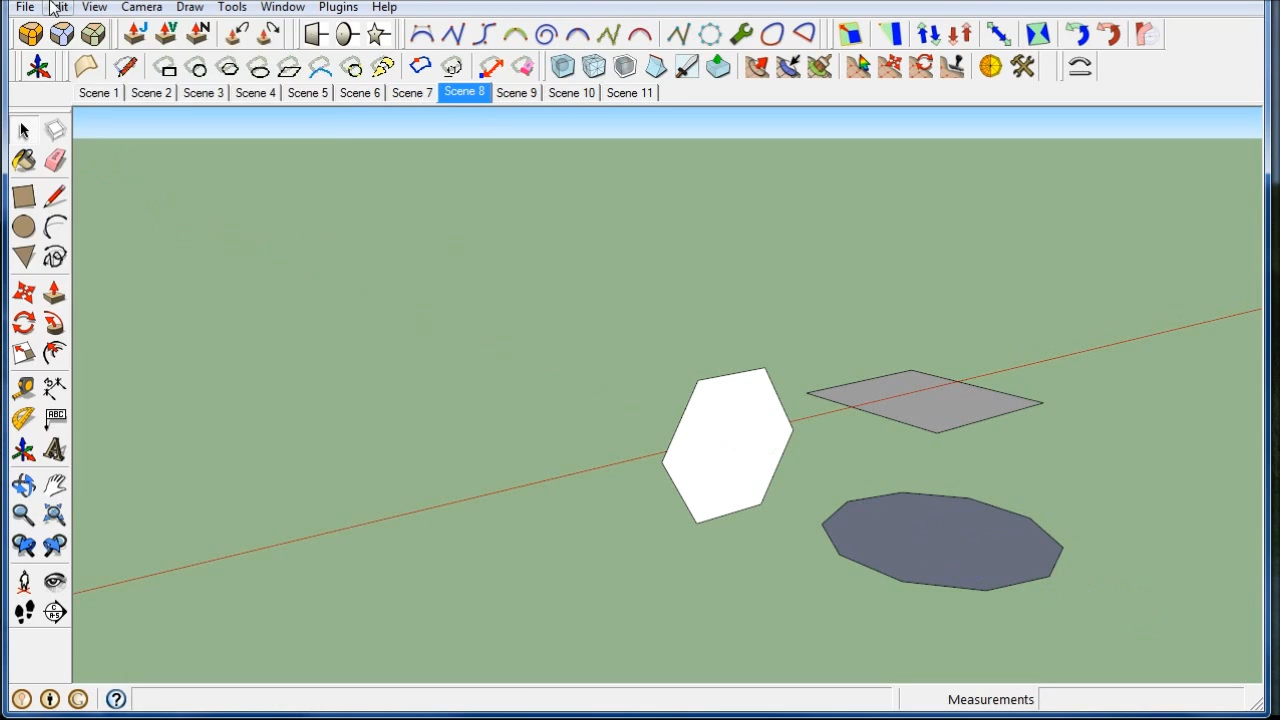 File Edit View Camera Draw Tools Window Plugins Help
Scene 1 Scene 2 Scene 3 Scene 4 Scene 5 Scene 6 Scene 7 Scene 8 Scene 9 Scene 10 Scene 11
ABC
Measurements